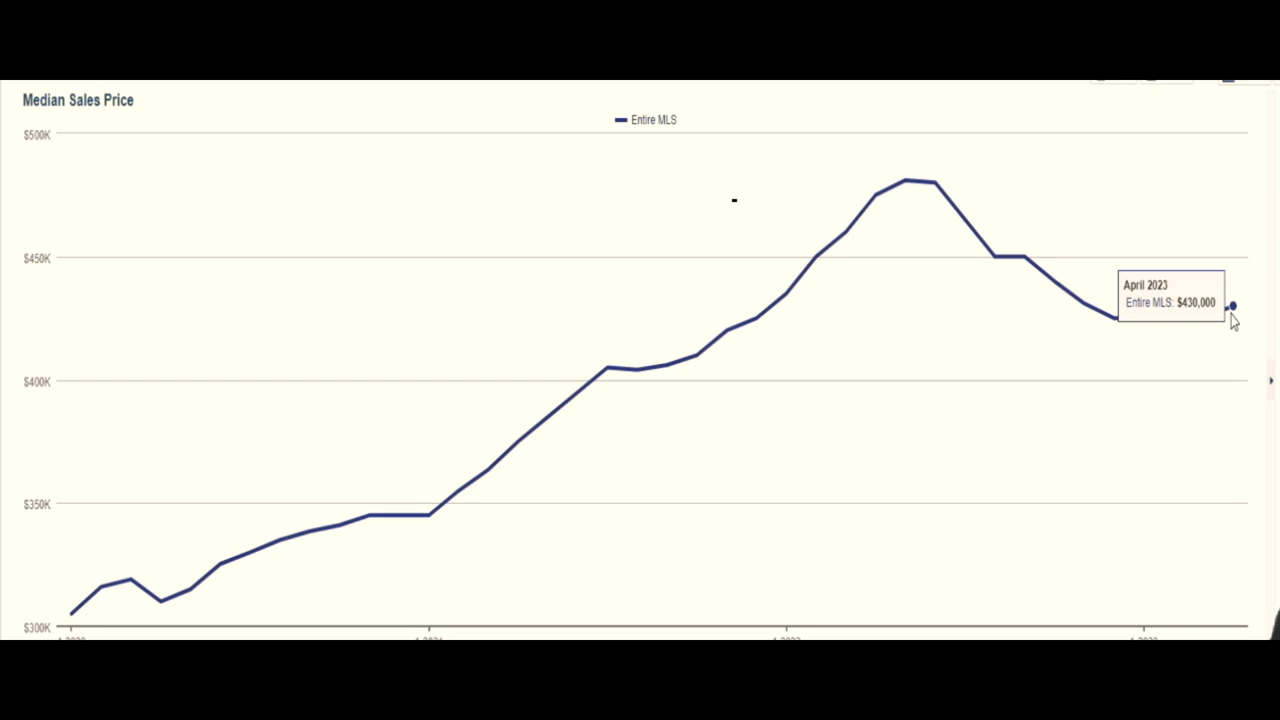 Median Sales Price
Entire MLS
$500K
$450K
April 2023
Entire MLS: $430,000
$400K
$350K
$300K